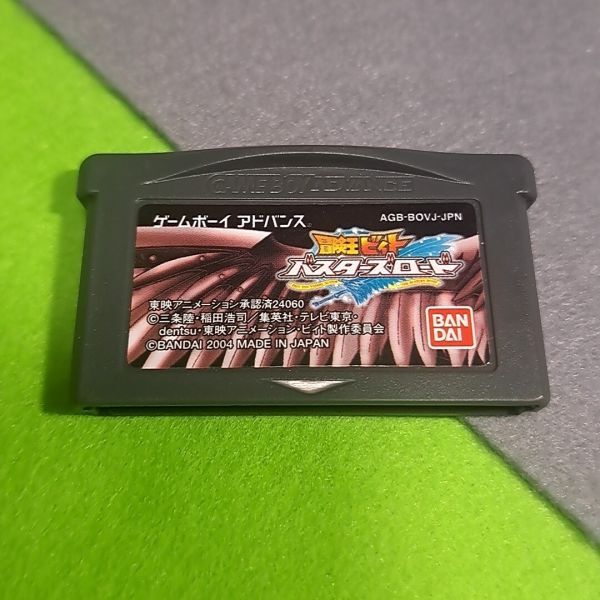 GAME BOY ADVANCE
ゲームボーイ アドバンス
AGB-BOVJ-JPN
冒険王ビィト
バスターズロード
東映アニメーション承認済24060
©三条陸・稲田浩司／集英社・テレビ東京・
dentsu・東映アニメーション・ビィト製作委員会
©BANDAI 2004 MADE IN JAPAN
BAN
DAI